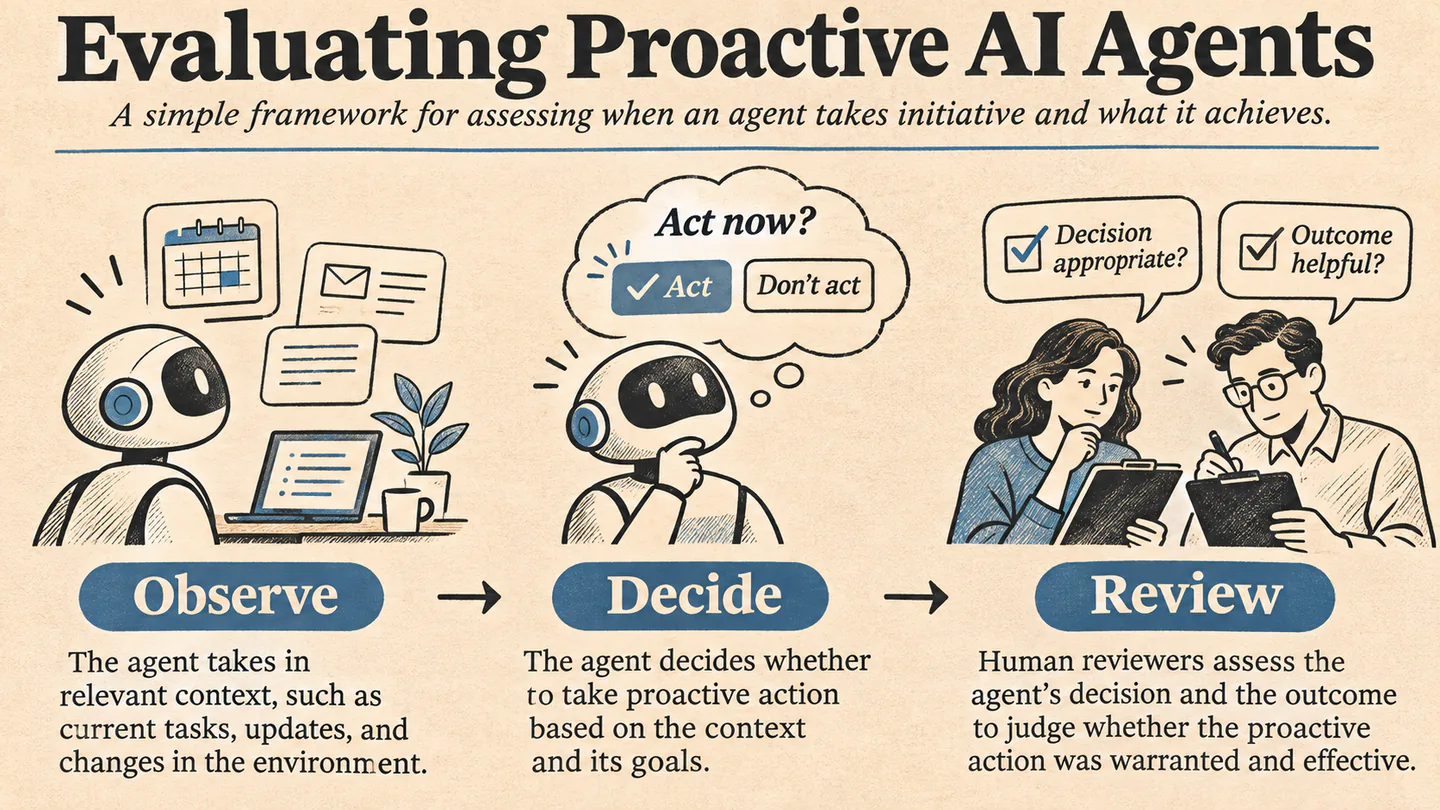 Evaluating Proactive AI Agents
A simple framework for assessing when an agent takes initiative and what it achieves.
Act now?
Act
Don't act
Decision
appropriate?
Outcome
helpful?
Observe
Decide
Review
The agent takes in
relevant context, such as
current tasks, updates, and
changes in the environment.
The agent decides whether
to take proactive action
based on the context
and its goals.
Human reviewers assess the
agent's decision and the outcome
to judge whether the proactive
action was warranted and effective.